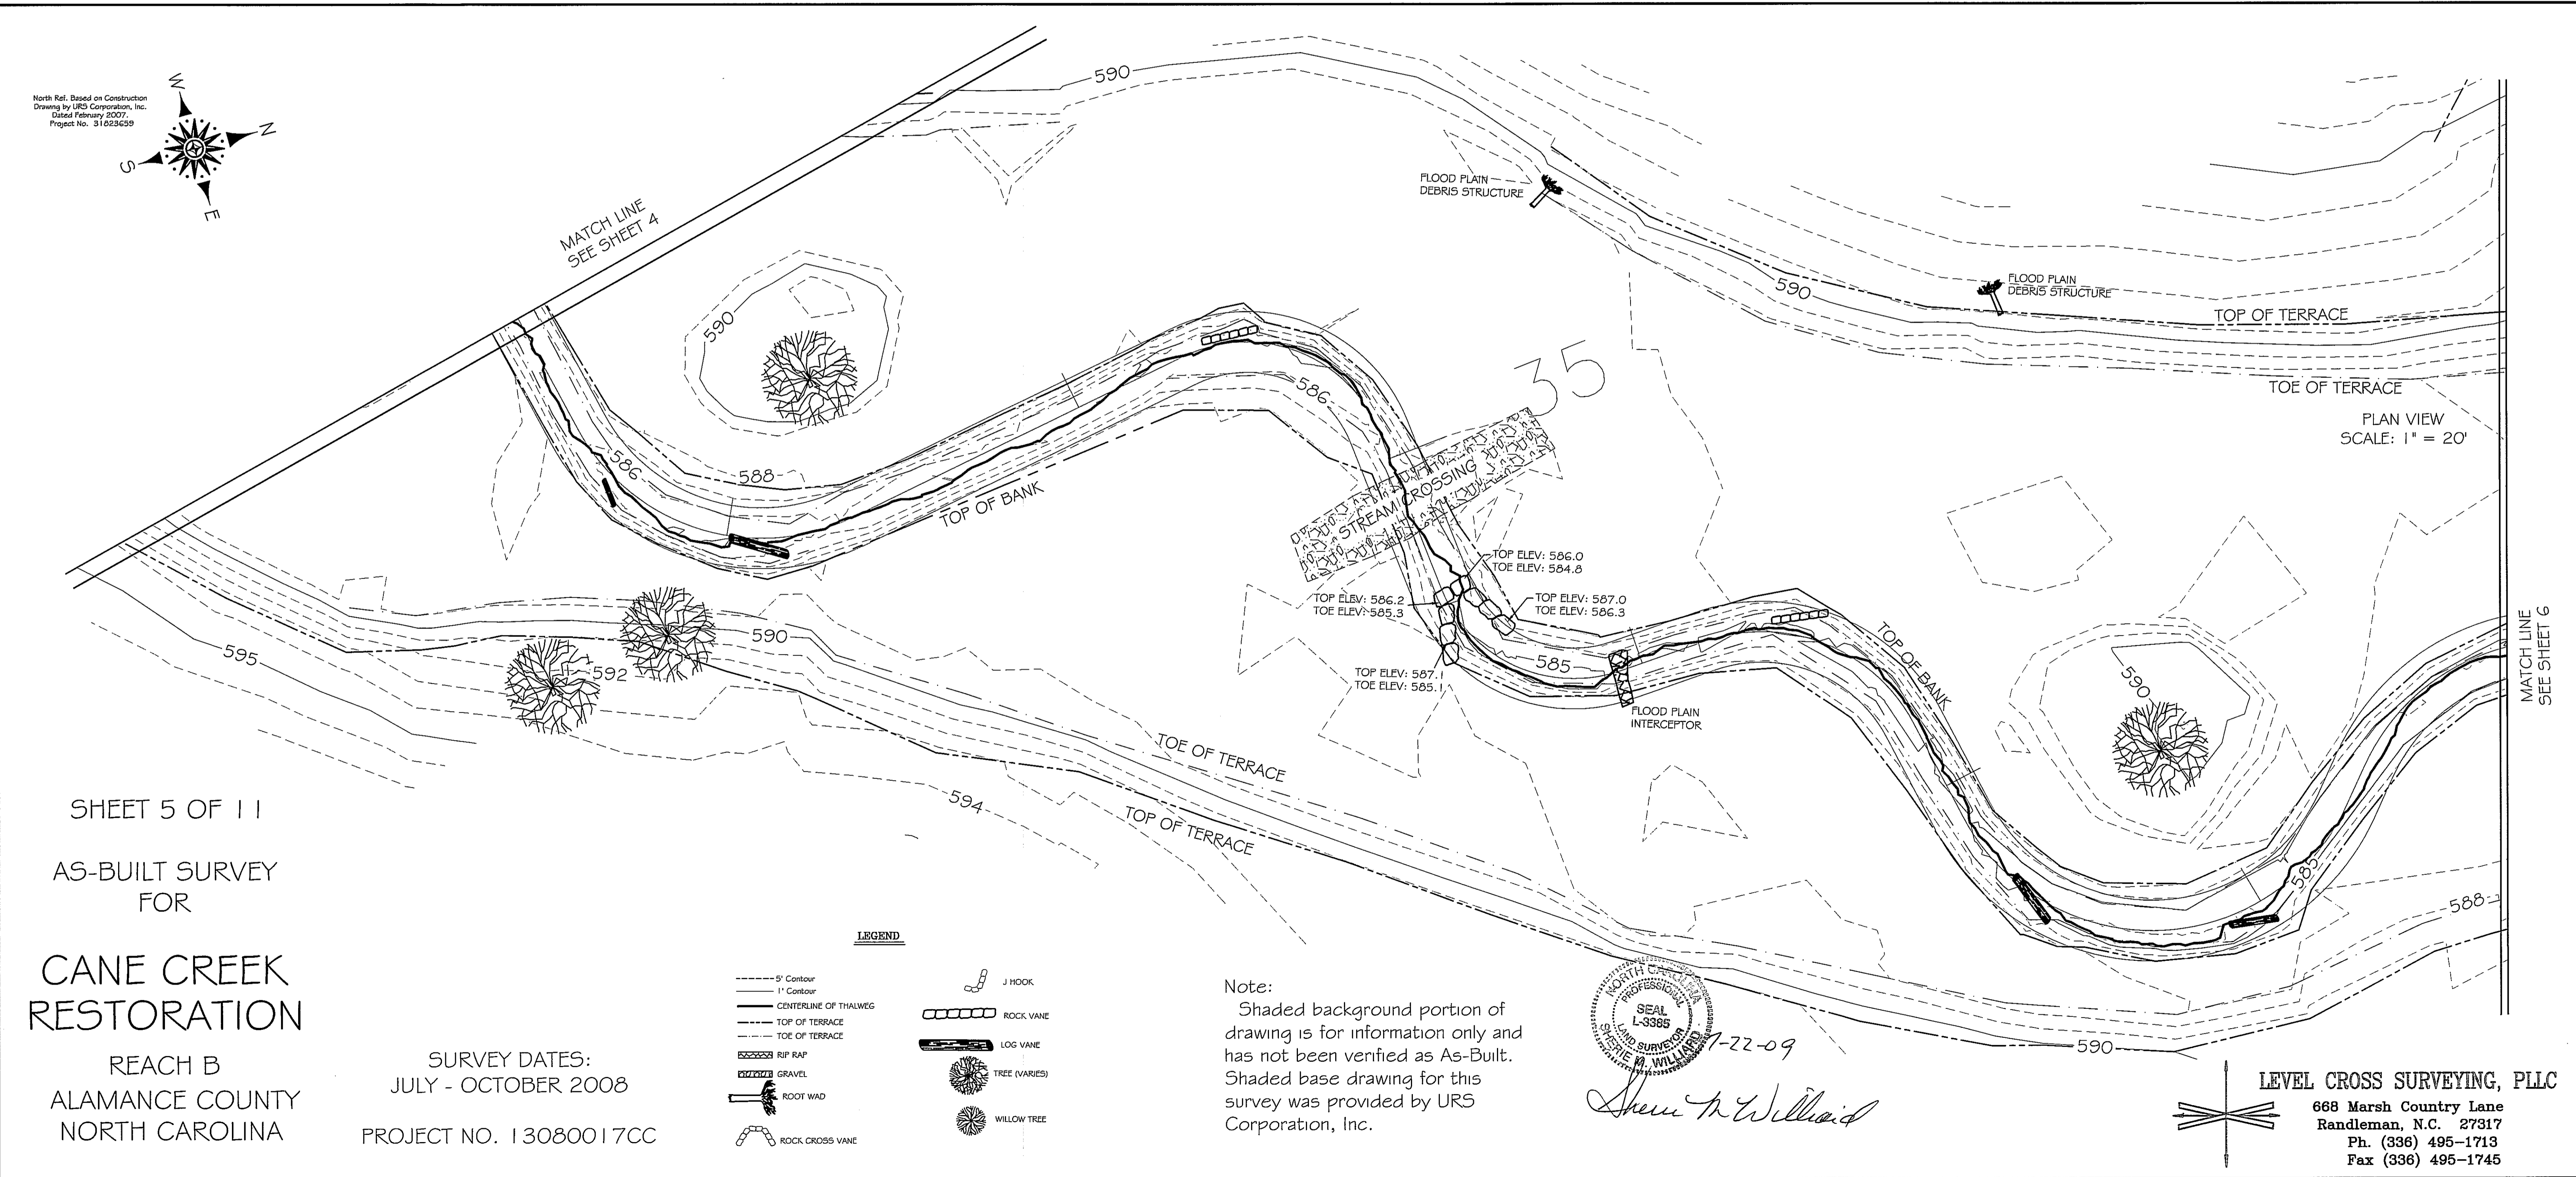 North Ref. Based on Construction
Drawing by URS Corporation, Inc.
Dated February 2007.
Project No. 31823659
W
N
S
E
MATCH LINE
SEE SHEET 4
590
FLOOD PLAIN
DEBRIS STRUCTURE
590
FLOOD PLAIN
DEBRIS STRUCTURE
TOP OF TERRACE
TOE OF TERRACE
PLAN VIEW
SCALE: 1" = 20'
590
586
588
TOP OF BANK
586
35
STREAM CROSSING
TOP ELEV: 586.0
TOE ELEV: 584.8
TOP ELEV: 586.2
TOE ELEV: 585.3
TOP ELEV: 587.0
TOE ELEV: 586.3
TOP ELEV: 587.1
TOE ELEV: 585.1
585
FLOOD PLAIN
INTERCEPTOR
TOP OF BANK
590
MATCH LINE
SEE SHEET 6
595
592
590
TOE OF TERRACE
TOP OF TERRACE
594
585
588
590
SHEET 5 OF 11
AS-BUILT SURVEY
FOR
CANE CREEK
RESTORATION
REACH B
ALAMANCE COUNTY
NORTH CAROLINA
SURVEY DATES:
JULY - OCTOBER 2008
PROJECT NO. 13080017CC
LEGEND
5' Contour
1' Contour
CENTERLINE OF THALWEG
TOP OF TERRACE
TOE OF TERRACE
RIP RAP
GRAVEL
ROOT WAD
ROCK CROSS VANE
J HOOK
ROCK VANE
LOG VANE
TREE (VARIES)
WILLOW TREE
Note:
Shaded background portion of
drawing is for information only and
has not been verified as As-Built.
Shaded base drawing for this
survey was provided by URS
Corporation, Inc.
NORTH CAROLINA
PROFESSIONAL
SEAL
L-3385
LAND SURVEYOR
SHERIE M. WILLIARD
7-22-09
Sherie M Williard
LEVEL CROSS SURVEYING, PLLC
668 Marsh Country Lane
Randleman, N.C. 27317
Ph. (336) 495-1713
Fax (336) 495-1745